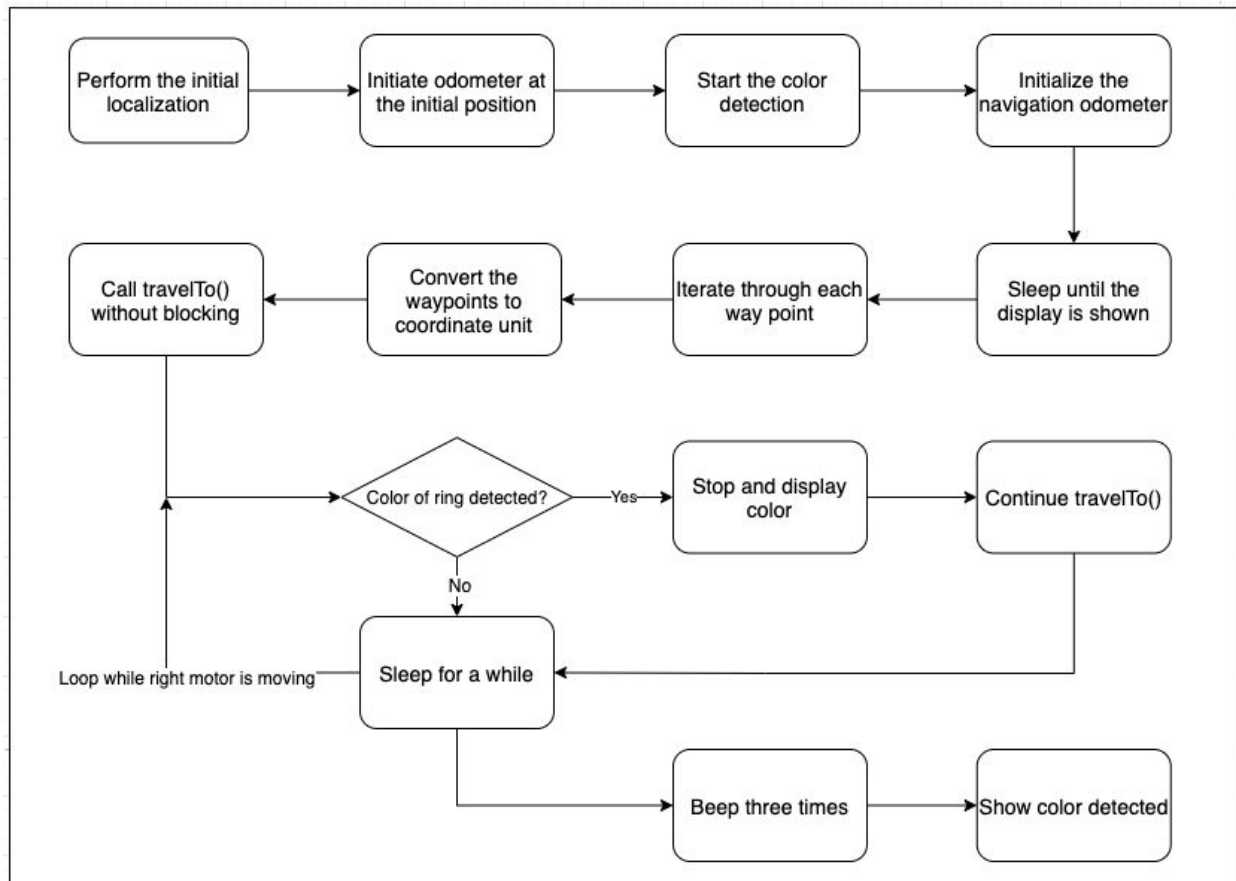 Perform the initial
localization
Initiate odometer at
the initial position
Start the color
detection
Initialize the
navigation odometer
Call travelTo()
without blocking
Convert the
waypoints to
coordinate unit
Iterate through each
way point
Sleep until the
display is shown
Color of ring detected?
Yes
Stop and display
color
Continue travelTo()
No
Loop while right motor is moving
Sleep for a while
Beep three times
Show color detected